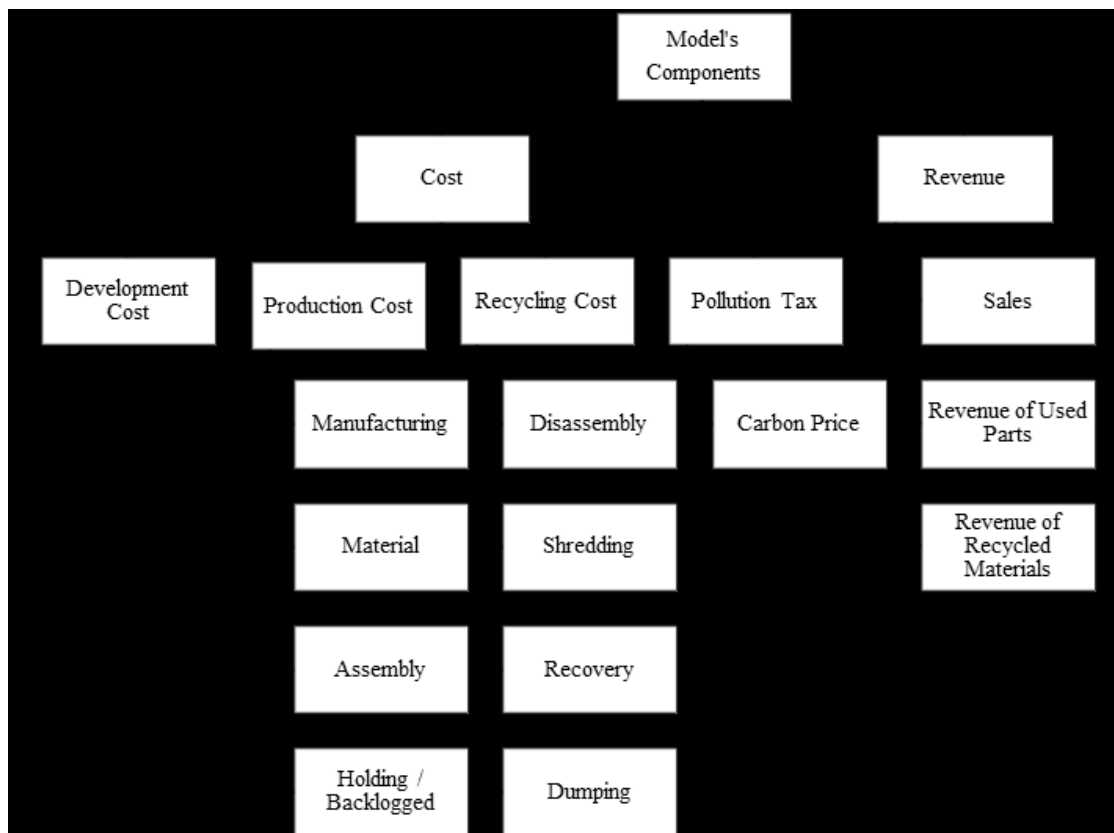 Model's
Components
Cost
Revenue
Development
Cost
Production Cost
Recycling Cost
Pollution Tax
Sales
Manufacturing
Disassembly
Carbon Price
Revenue of Used
Parts
Material
Shredding
Revenue of
Recycled
Materials
Assembly
Recovery
Holding /
Backlogged
Dumping